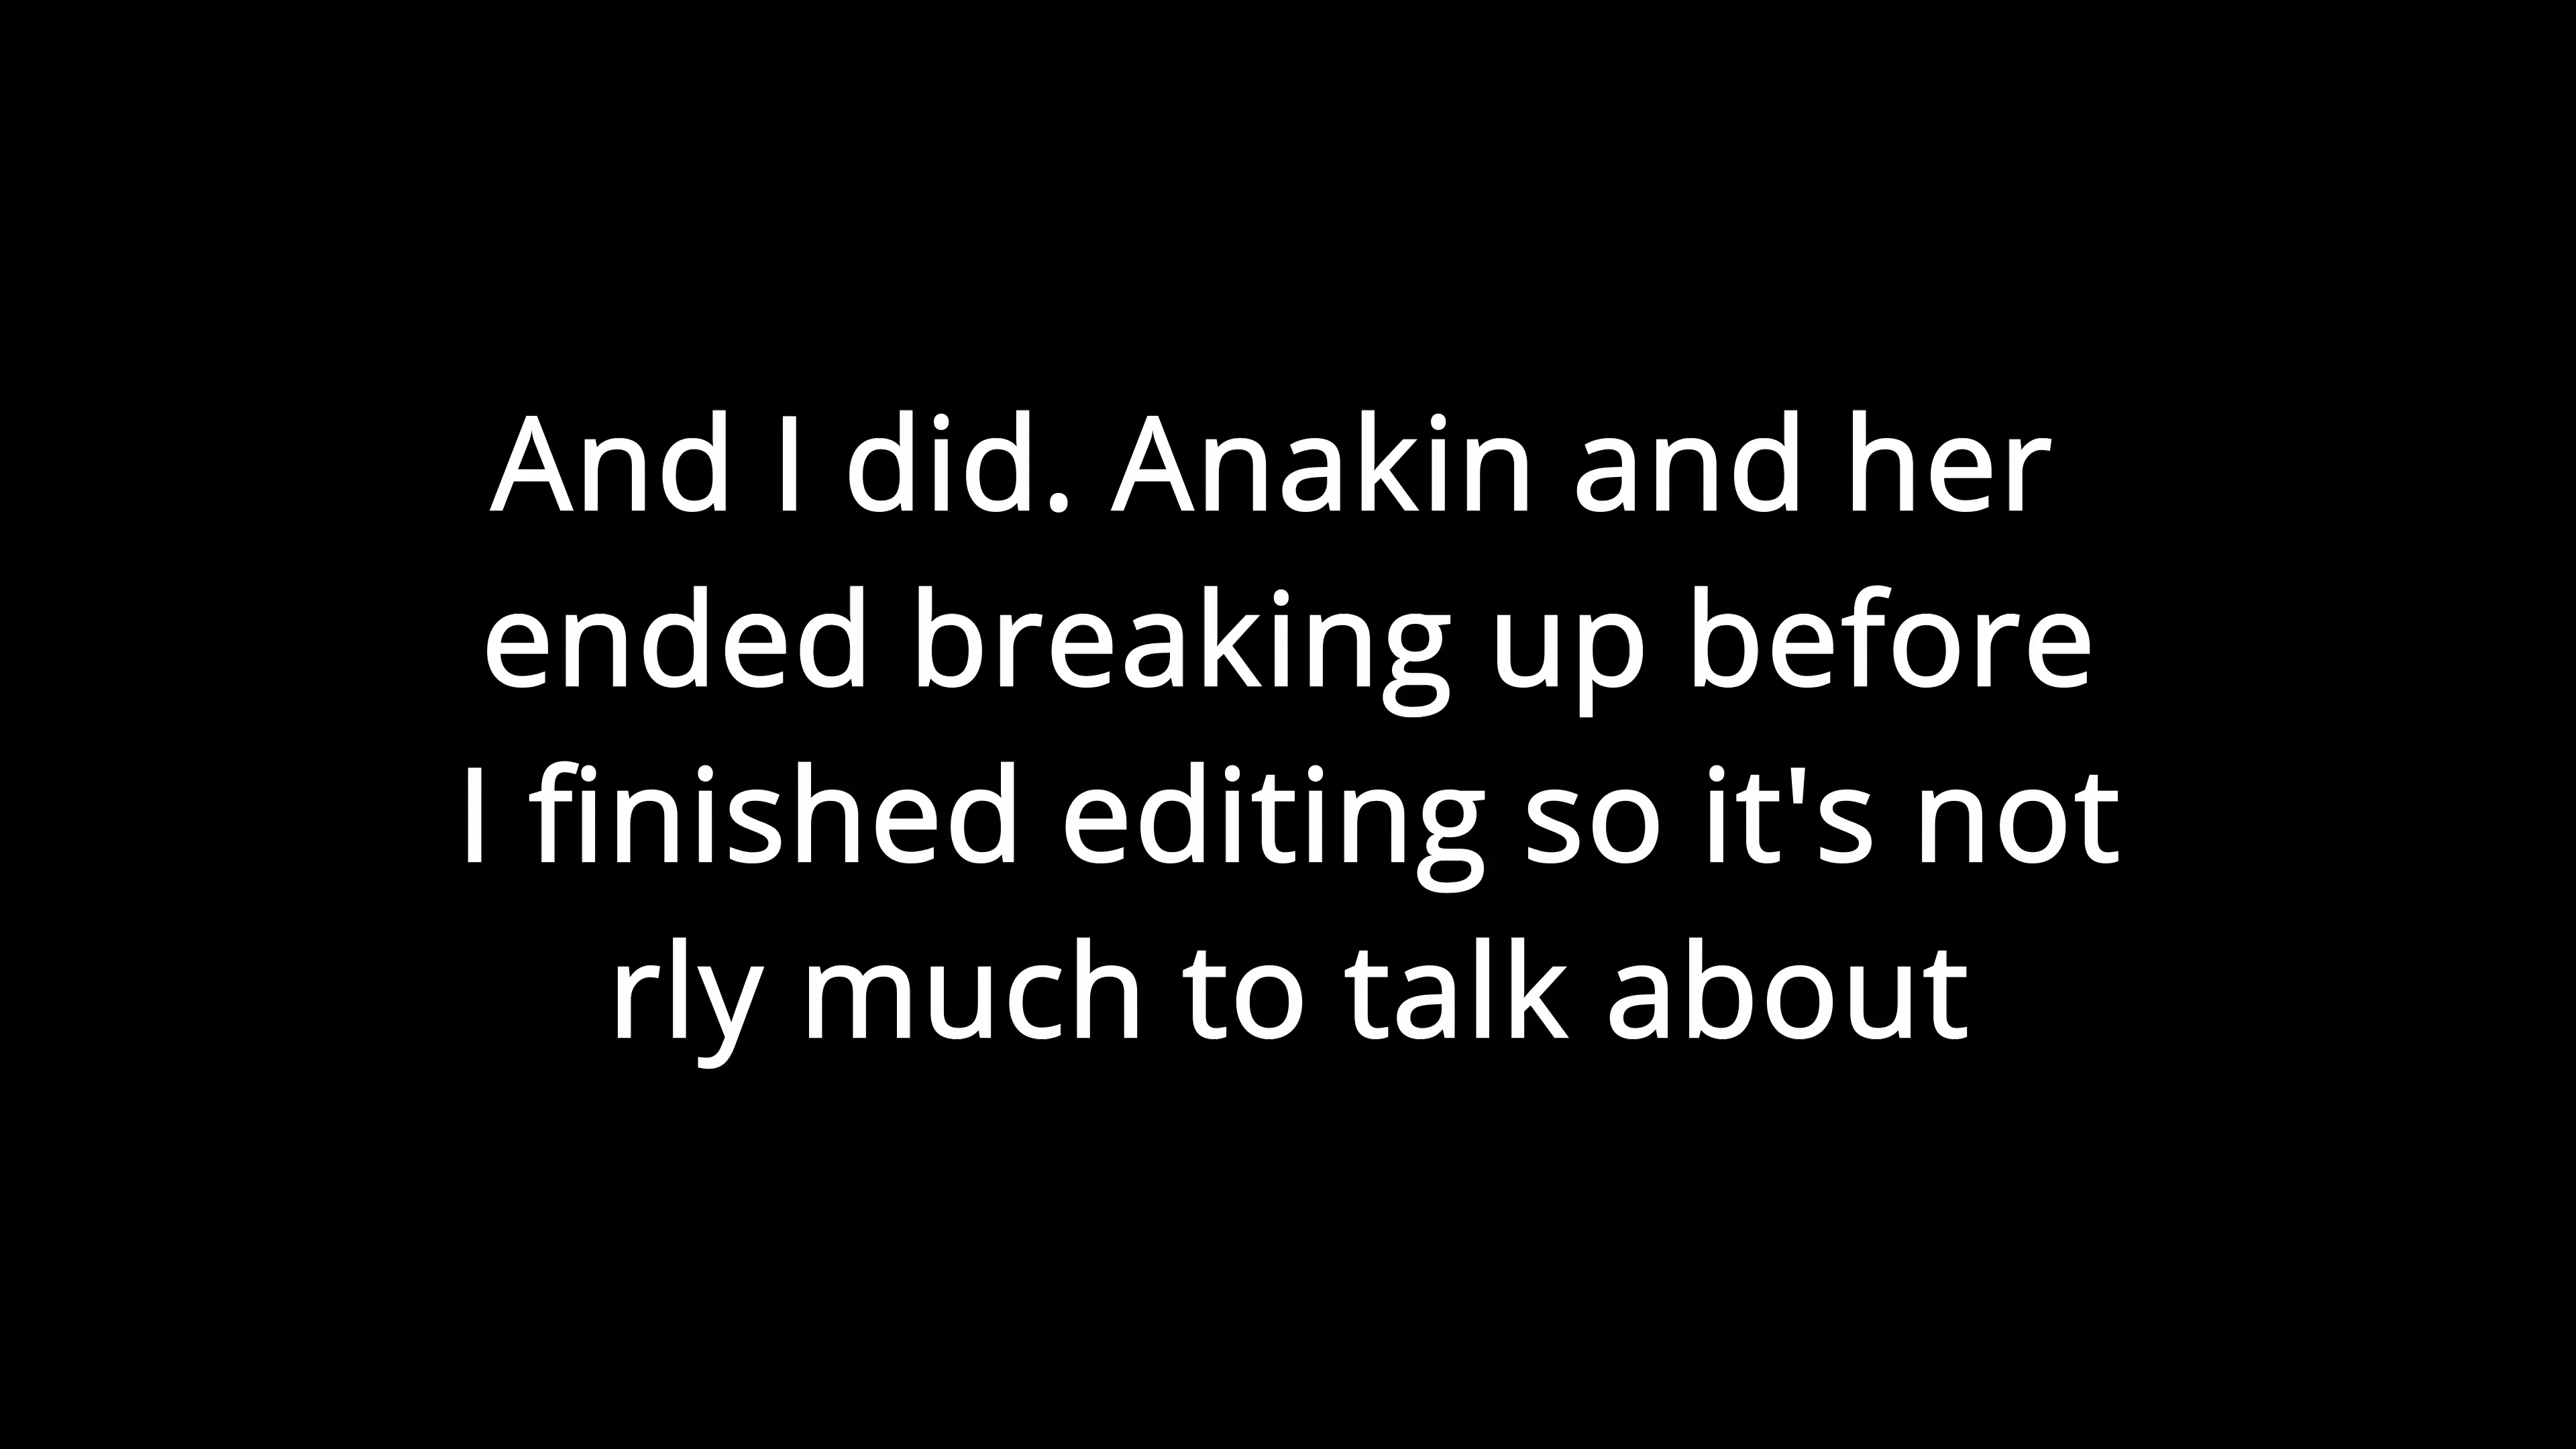 And I did. Anakin and her
ended breaking up before
I finished editing so it's not
rly much to talk about